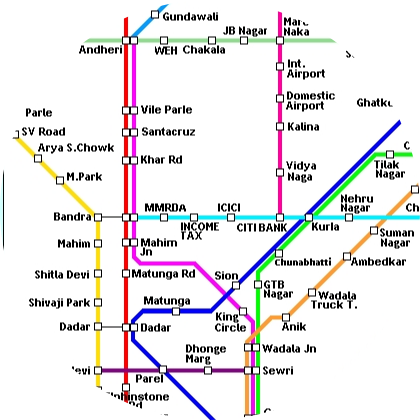 Gundawali
Marc
Naka
JB Nagar
Andheri
WEH Chakala
S.
Int.
Airport
Domestic
Airport
Ghatko
Parle
Vile Parle
SV Road
Santacruz
Kalina
Arya S.Chowk
Khar Rd
C
Tilak
Nagar
M.Park
Vidya
Naga
Nehru
Nagar
MMRDA
ICICI
Ch
Bandra
INCOME
TAX
CITI BANK
Kurla
Suman
Nagar
Mahim
Mahim
Jn
Chunabhatti
Ambedkar
Shitla Devi
Matunga Rd
Sion
GTB
Nagar
Wadala
Truck T.
Shivaji Park
Matunga
King
Circle
Anik
Dadar
Dadar
Dhonge
Marg
Wadala Jn
Parel
Sewri